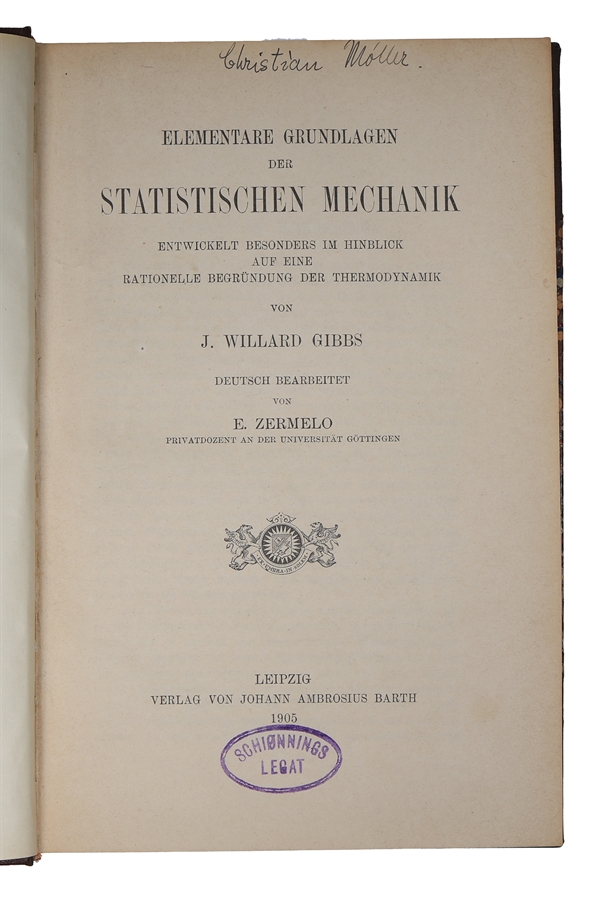 Christian Möller.
ELEMENTARE GRUNDLAGEN
DER
STATISTISCHEN MECHANIK
ENTWICKELT BESONDERS IM HINBLICK
AUF EINE
RATIONELLE BEGRÜNDUNG DER THERMODYNAMIK
VON
J. WILLARD GIBBS
DEUTSCH BEARBEITET
VON
E. ZERMELO
PRIVATDOZENT AN DER UNIVERSITÄT GÖTTINGEN
LEIPZIG
VERLAG VON JOHANN AMBROSIUS BARTH
1905
SCHIØNNINGS
LEGAT